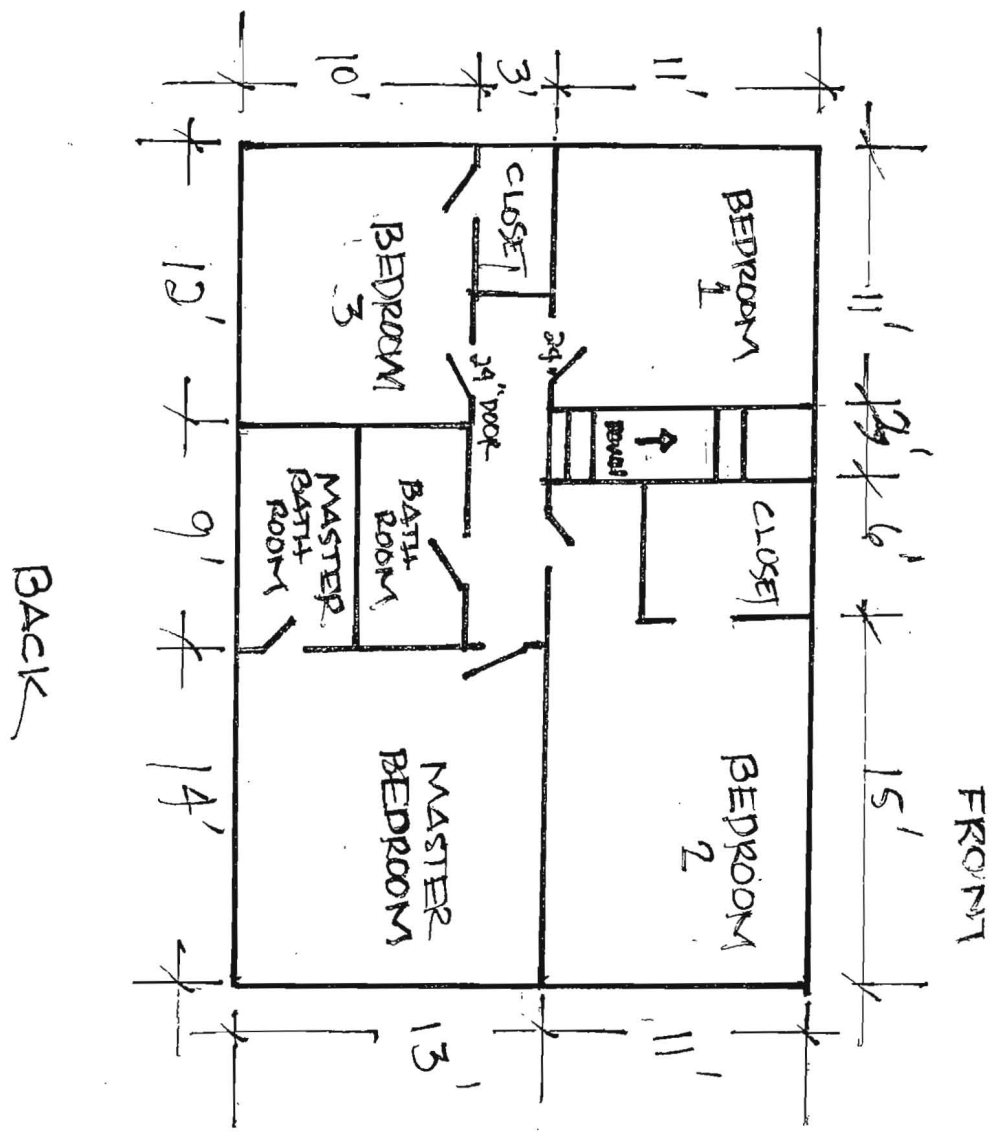 FRONT
11'
3'
6'
15'
11'
BEDROOM
1
DOWN
CLOSET
BEDROOM
2
11'
3'
CLOSET
24"
24" DOOR
10'
BEDROOM
3
BATH
ROOM
MASTER
BATH
ROOM
MASTER
BEDROOM
13'
12'
9'
14'
BACK